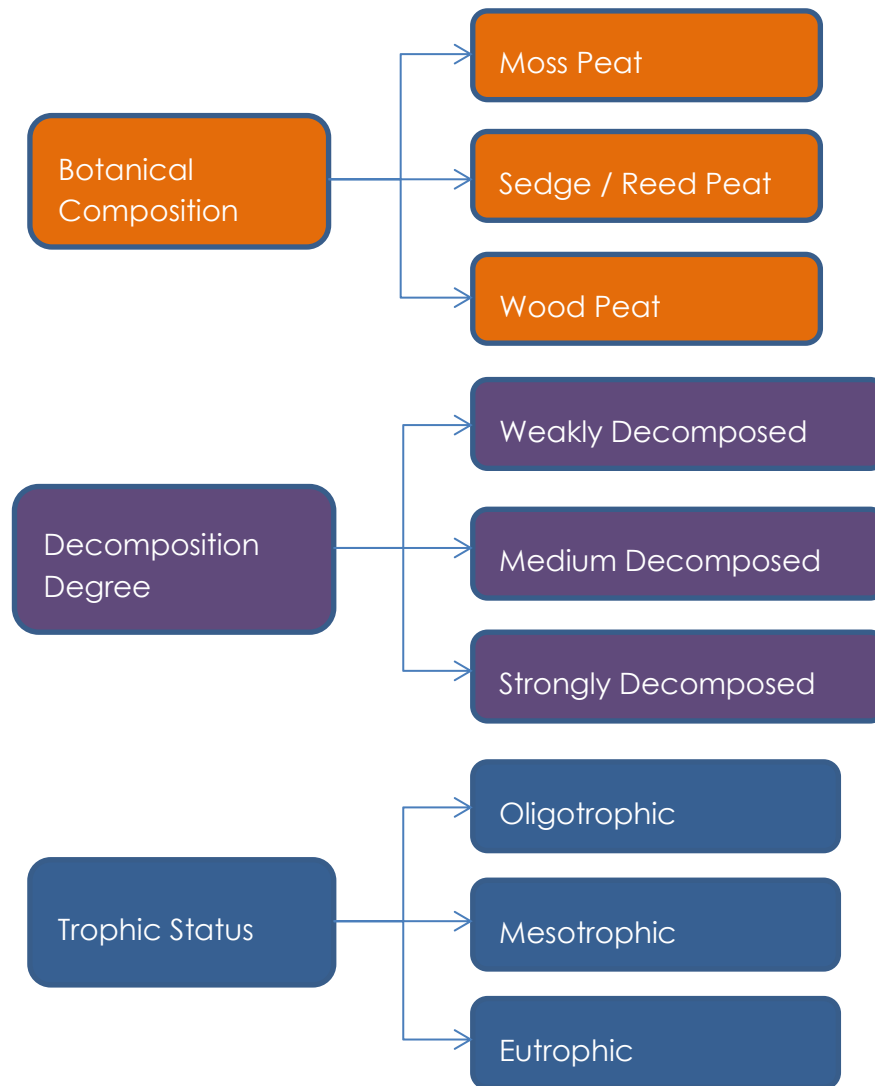 Moss Peat
Botanical
Composition
Sedge / Reed Peat
Wood Peat
Weakly Decomposed
Decomposition
Degree
Medium Decomposed
Strongly Decomposed
Oligotrophic
Trophic Status
Mesotrophic
Eutrophic